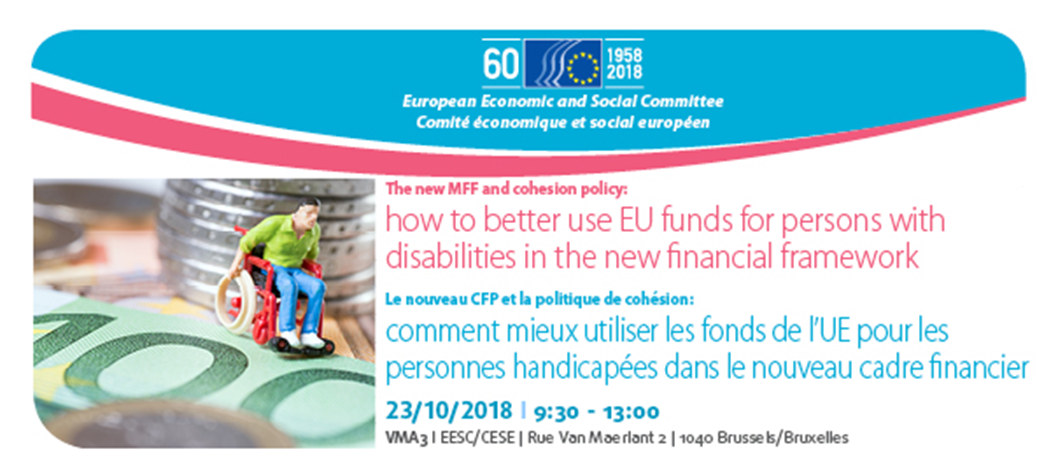 60 1958
2018
European Economic and Social Committee
Comité économique et social européen
The new MFF and cohesion policy:
how to better use EU funds for persons with
disabilities in the new financial framework
Le nouveau CFP et la politique de cohésion:
comment mieux utiliser les fonds de l'UE pour les
personnes handicapées dans le nouveau cadre financier
23/10/2018 | 9:30 - 13:00
VMA3 I EESC/CESE | Rue Van Maerlant 2 | 1040 Brussels/Bruxelles
100